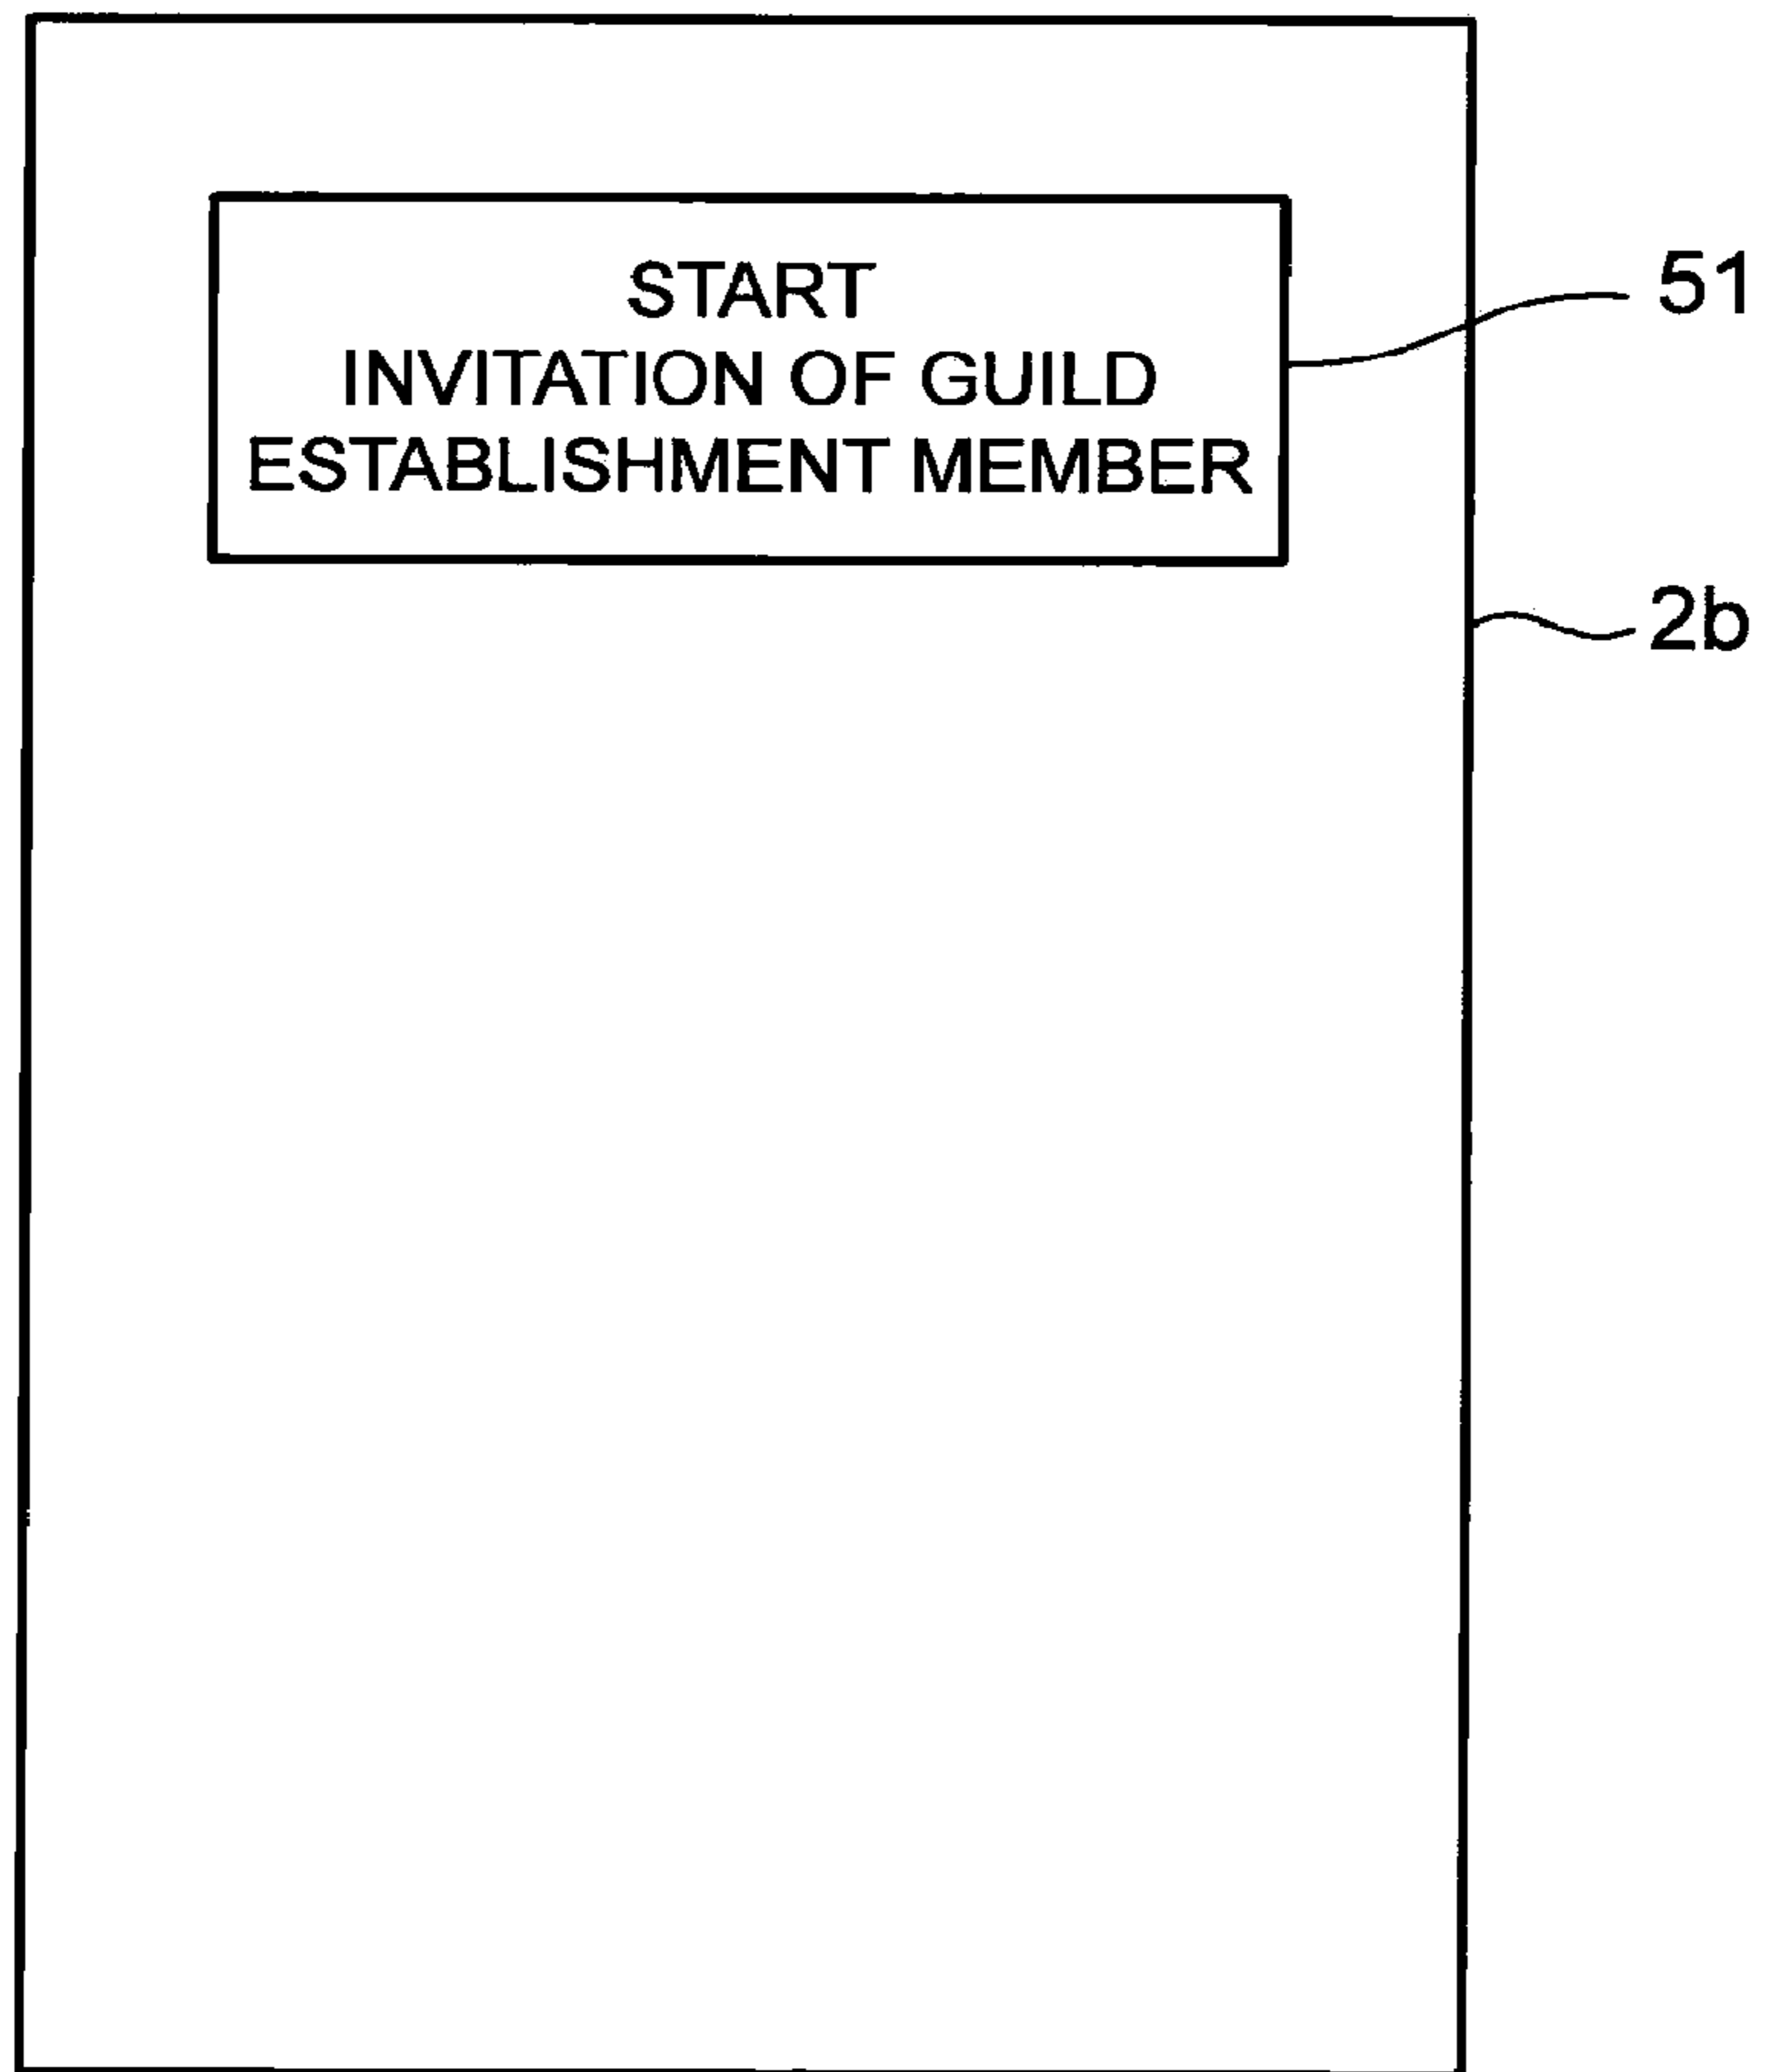 START
INVITATION OF GUILD
ESTABLISHMENT MEMBER
51
2b